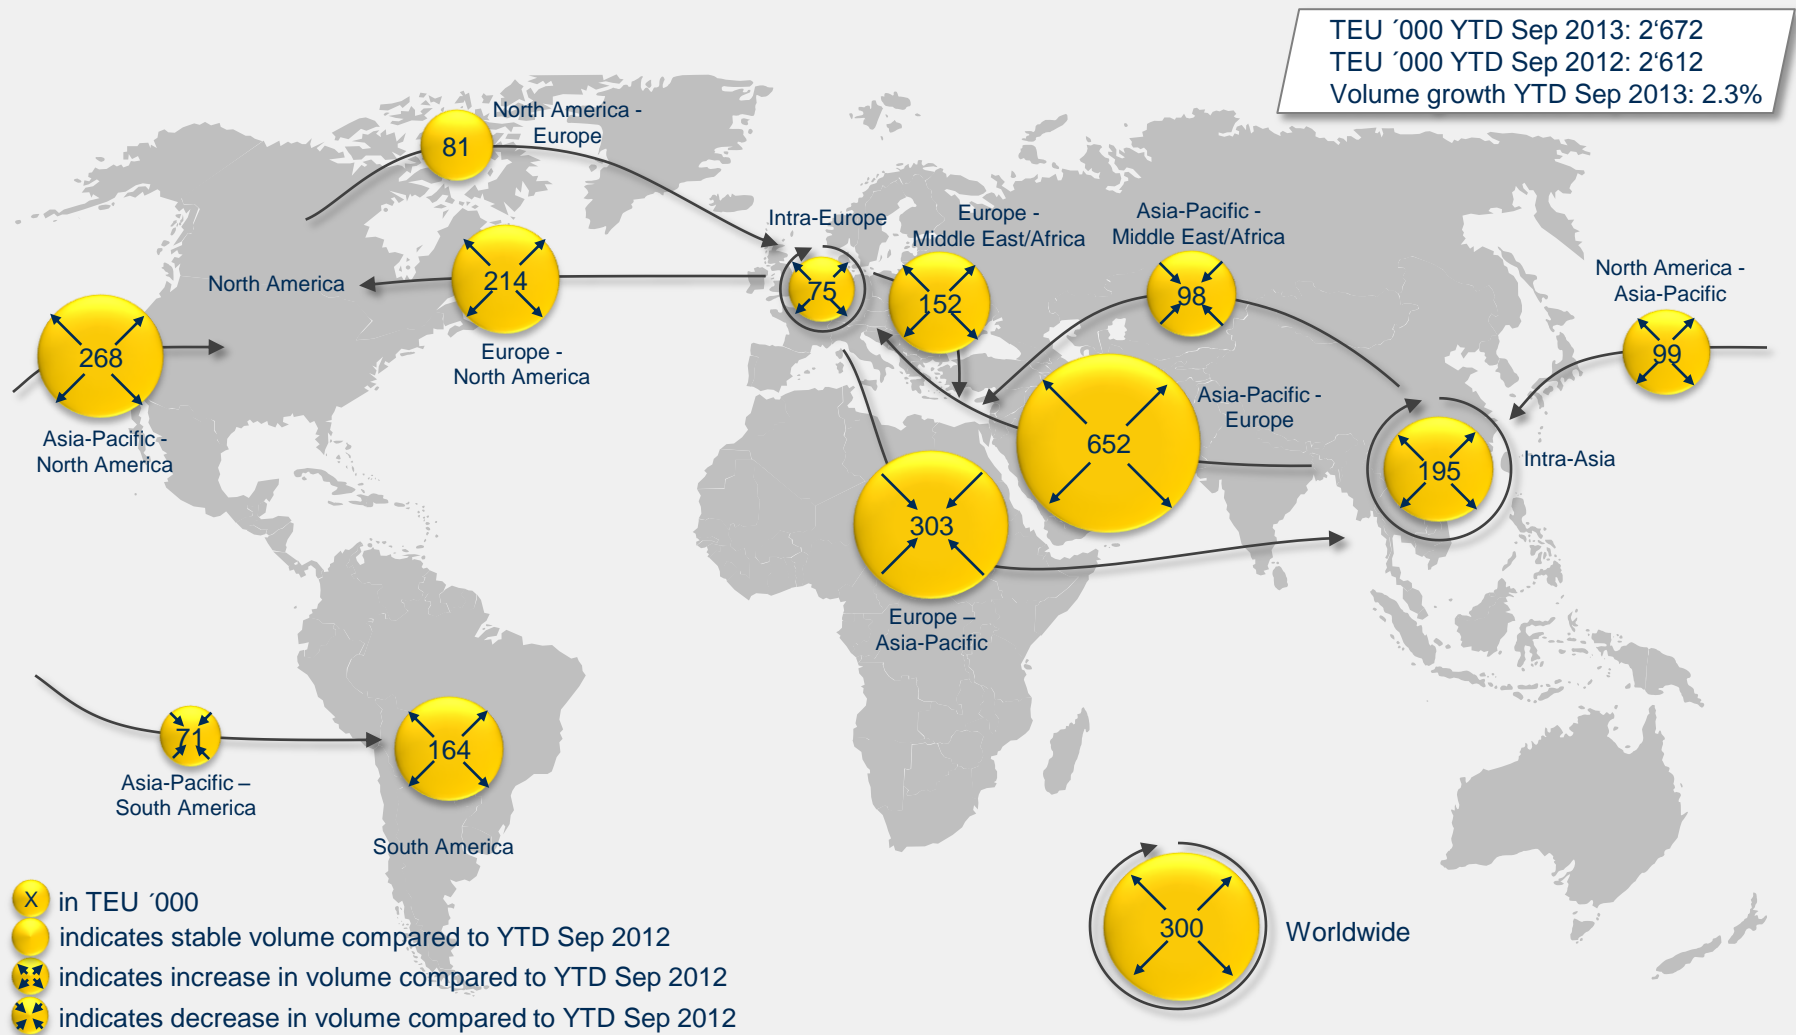 TEU ´000 YTD Sep 2013: 2‘672
TEU ´000 YTD Sep 2012: 2‘612
Volume growth YTD Sep 2013: 2.3%
North America -
Europe
81
Intra-Europe
75
Europe -
Middle East/Africa
152
Asia-Pacific -
Middle East/Africa
98
North America -
Asia-Pacific
99
North America
214
Europe -
North America
268
Asia-Pacific -
North America
Asia-Pacific -
Europe
652
195
Intra-Asia
303
Europe –
Asia-Pacific
71
Asia-Pacific –
South America
164
South America
300
Worldwide
X in TEU ´000
indicates stable volume compared to YTD Sep 2012
indicates increase in volume compared to YTD Sep 2012
indicates decrease in volume compared to YTD Sep 2012